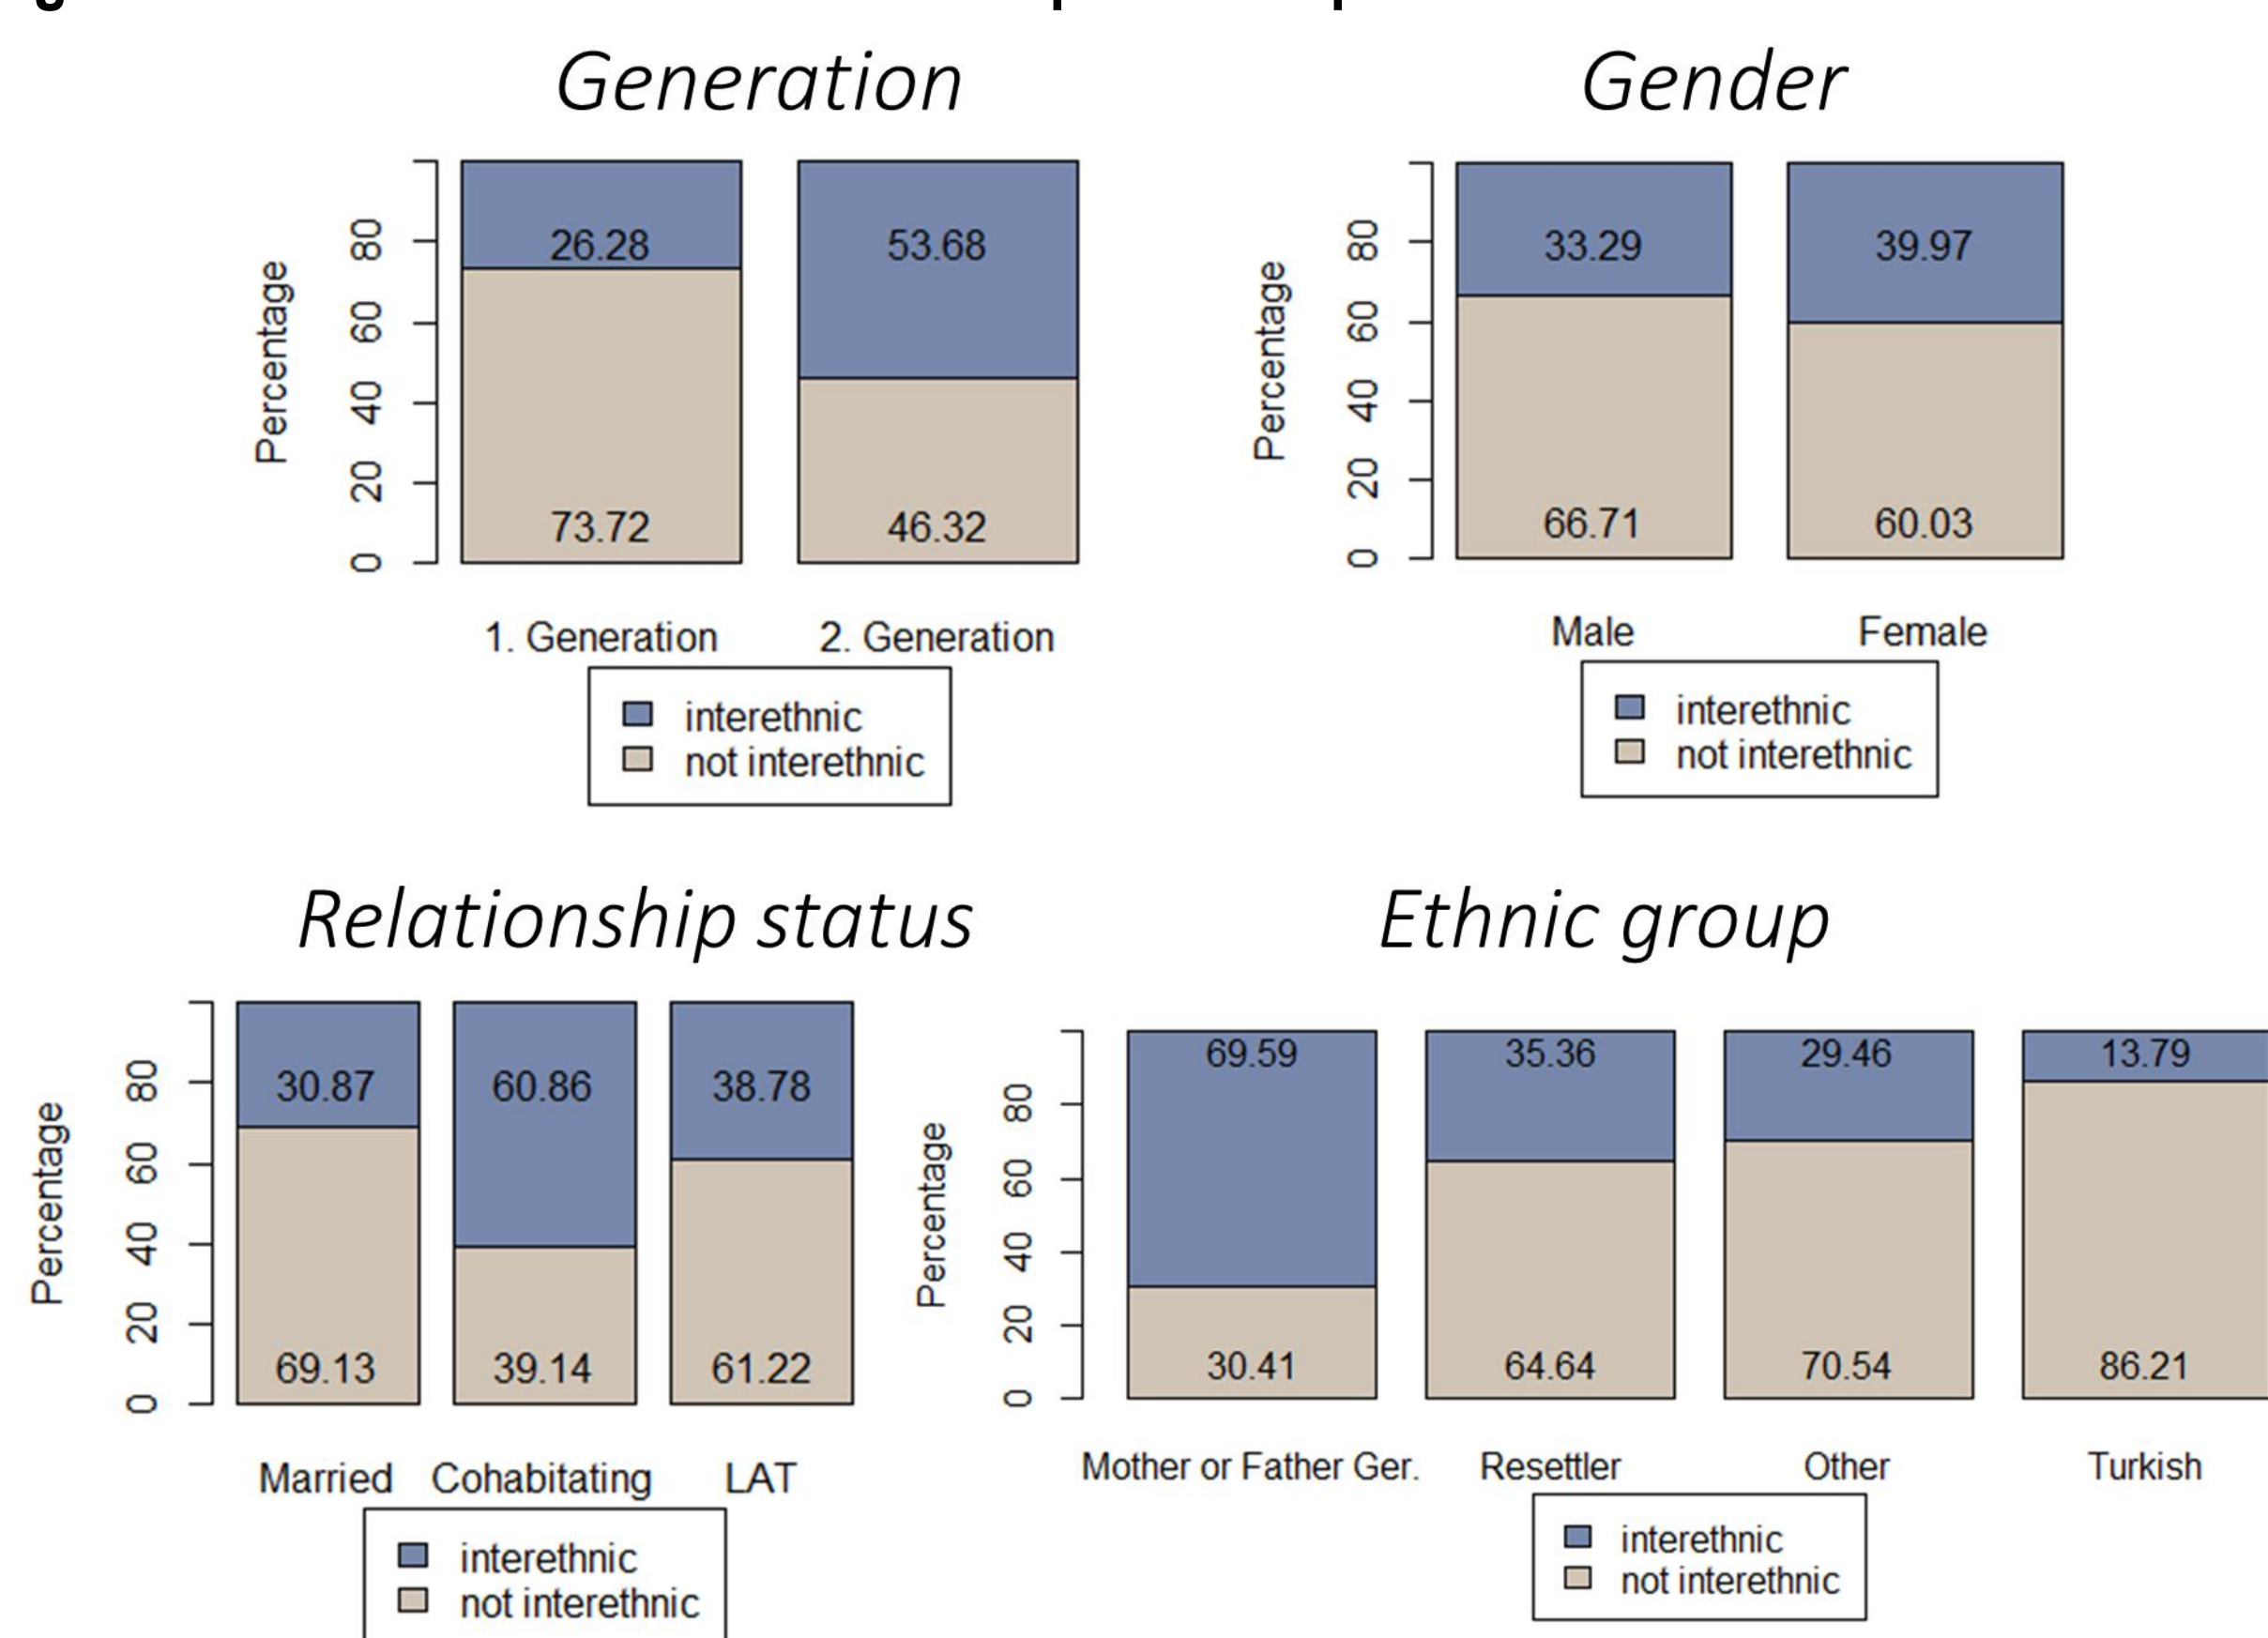 Generation
Percentage
80
60
40
20
0
26.28
53.68
73.72
46.32
1. Generation
2. Generation
interethnic
not interethnic
Gender
Percentage
80
60
40
20
0
33.29
39.97
66.71
60.03
Male
Female
interethnic
not interethnic
Relationship status
Percentage
80
60
40
20
0
30.87
60.86
38.78
69.13
39.14
61.22
Married
Cohabitating
LAT
interethnic
not interethnic
Ethnic group
Percentage
80
60
40
20
0
69.59
35.36
29.46
13.79
30.41
64.64
70.54
86.21
Mother or Father Ger.
Resettler
Other
Turkish
interethnic
not interethnic